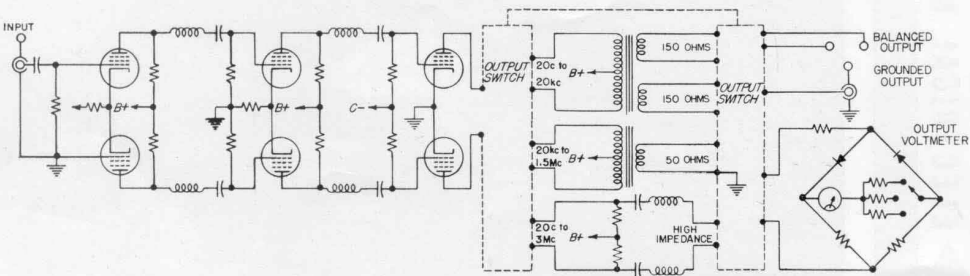 INPUT
B+
B+
C-
OUTPUT
SWITCH
20c to
20kc
B+
150 OHMS
150 OHMS
20kc to
1.5Mc
B+
50 OHMS
20c to
3Mc
B+
HIGH
IMPEDANCE
OUTPUT
SWITCH
BALANCED
OUTPUT
GROUNDED
OUTPUT
OUTPUT
VOLTMETER